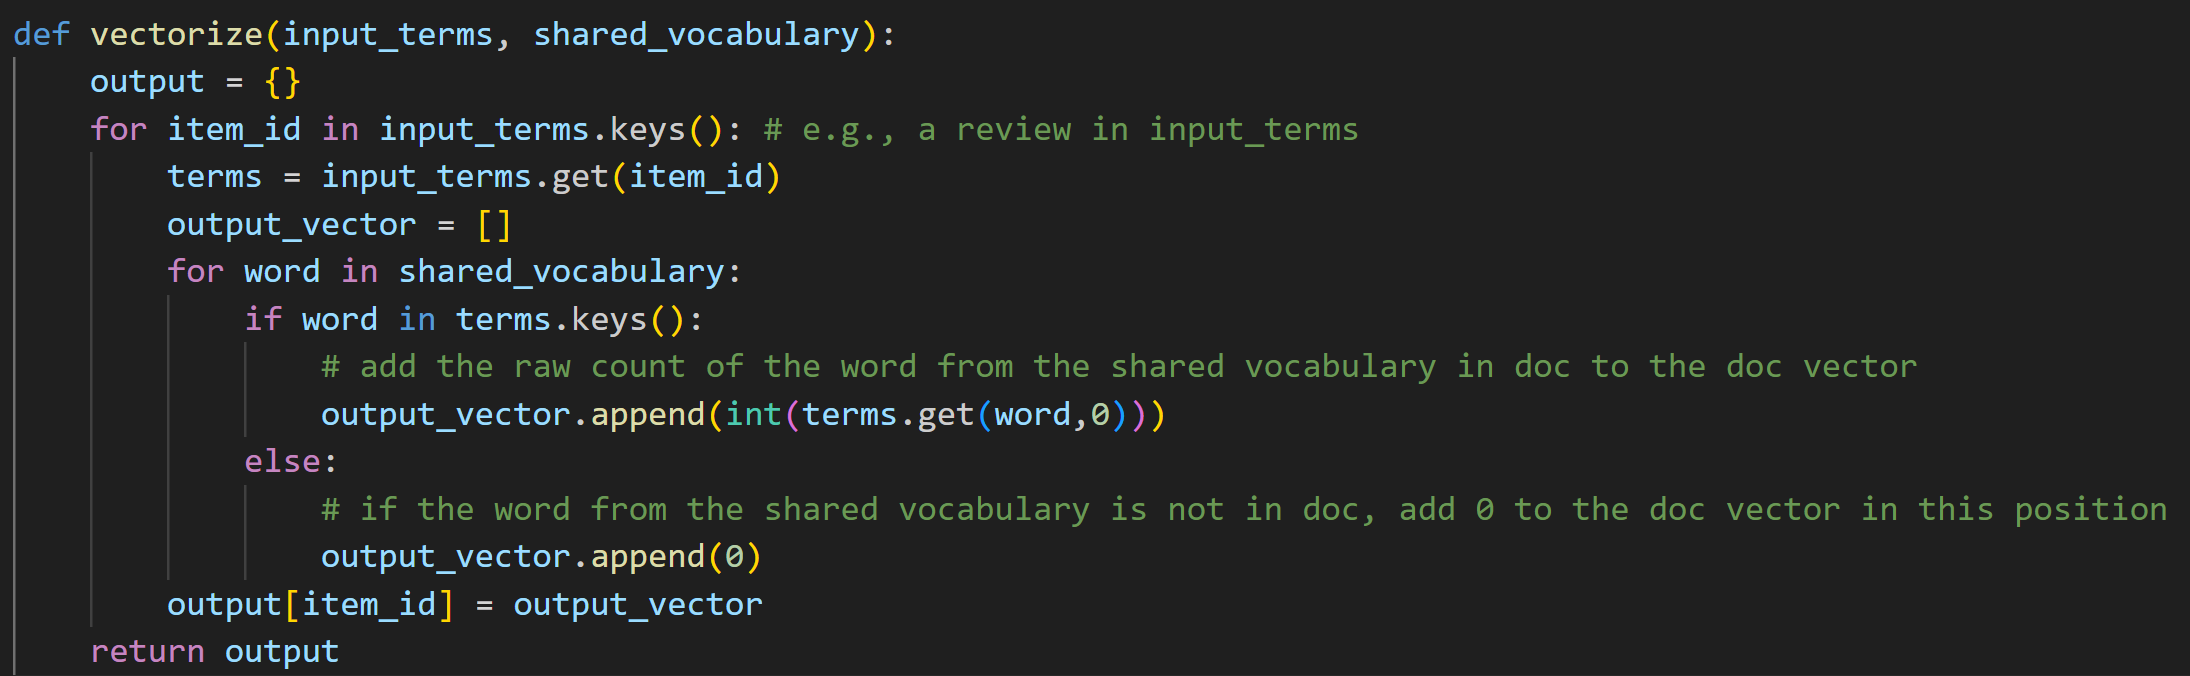 def vectorize(input_terms, shared_vocabulary):
    output = {}
    for item_id in input_terms.keys(): # e.g., a review in input_terms
        terms = input_terms.get(item_id)
        output_vector = []
        for word in shared_vocabulary:
            if word in terms.keys():
                # add the raw count of the word from the shared vocabulary in doc to the doc vector
                output_vector.append(int(terms.get(word,0)))
            else:
                # if the word from the shared vocabulary is not in doc, add 0 to the doc vector in this position
                output_vector.append(0)
        output[item_id] = output_vector
    return output